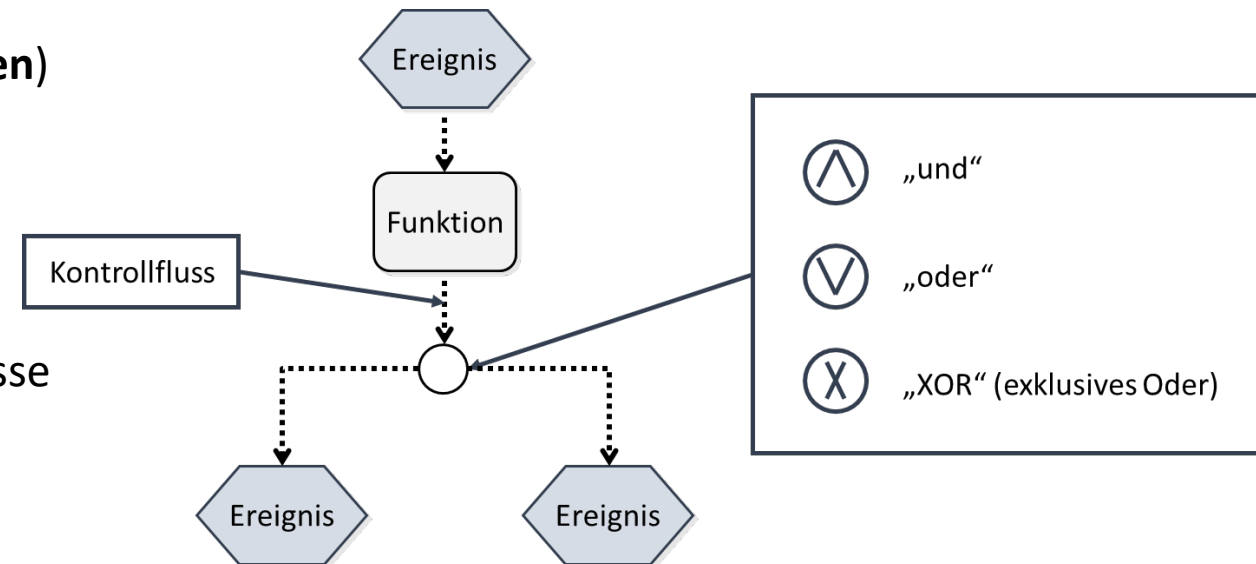 en)
Ereignis
Funktion
Kontrollfluss
sse
Ereignis
Ereignis
„und“
„oder“
„XOR“ (exklusives Oder)